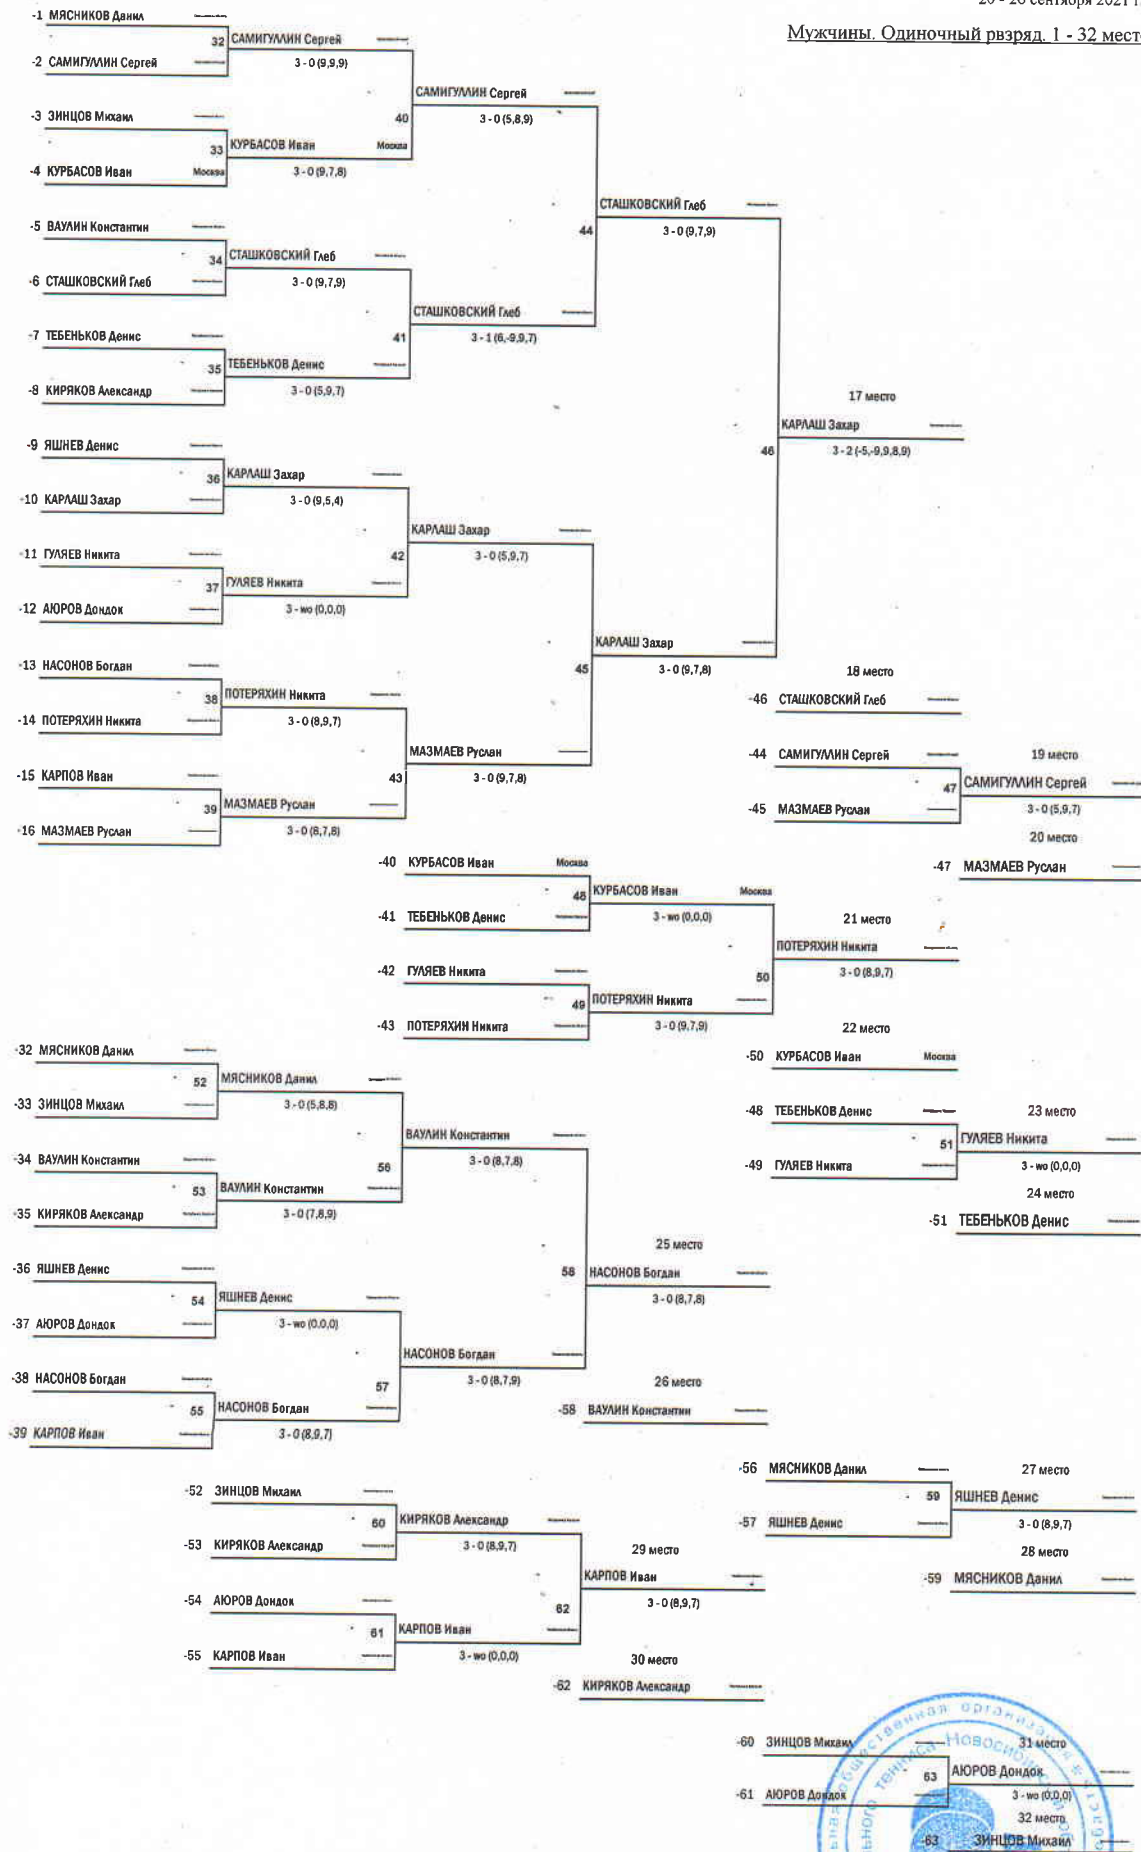 Мужчины. Одиночный рвзряд. 1 - 32 место
-1 МЯСНИКОВ Данил
32 САМИГУЛЛИН Сергей
-2 САМИГУЛЛИН Сергей
3 - 0 (9,9,9)
САМИГУЛЛИН Сергей
-3 ЗИНЦОВ Михаил
40
3 - 0 (5,8,9)
33 КУРБАСОВ Иван Москва
-4 КУРБАСОВ Иван Москва
3 - 0 (9,7,8)
СТАШКОВСКИЙ Глеб
-5 ВАУЛИН Константин
44
3 - 0 (9,7,9)
34 СТАШКОВСКИЙ Глеб
-6 СТАШКОВСКИЙ Глеб
3 - 0 (9,7,9)
СТАШКОВСКИЙ Глеб
-7 ТЕБЕНЬКОВ Денис
41
3 - 1 (6,-9,9,7)
35 ТЕБЕНЬКОВ Денис
-8 КИРЯКОВ Александр
3 - 0 (5,9,7)
17 место
КАРЛАШ Захар
-9 ЯШНЕВ Денис
46
3 - 2 (-5,-9,9,8,9)
36 КАРЛАШ Захар
-10 КАРЛАШ Захар
3 - 0 (9,5,4)
КАРЛАШ Захар
-11 ГУЛЯЕВ Никита
42
3 - 0 (5,9,7)
37 ГУЛЯЕВ Никита
-12 АЮРОВ Дондок
3 - wo (0,0,0)
КАРЛАШ Захар
-13 НАСОНОВ Богдан
45
3 - 0 (9,7,8)
18 место
38 ПОТЕРЯХИН Никита
-46 СТАШКОВСКИЙ Глеб
-14 ПОТЕРЯХИН Никита
3 - 0 (8,9,7)
МАЗМАЕВ Руслан
-44 САМИГУЛЛИН Сергей
19 место
-15 КАРПОВ Иван
43
3 - 0 (9,7,8)
47 САМИГУЛЛИН Сергей
39 МАЗМАЕВ Руслан
-45 МАЗМАЕВ Руслан
3 - 0 (5,9,7)
-16 МАЗМАЕВ Руслан
3 - 0 (8,7,8)
20 место
-40 КУРБАСОВ Иван Москва
-47 МАЗМАЕВ Руслан
48 КУРБАСОВ Иван Москва
-41 ТЕБЕНЬКОВ Денис
3 - wo (0,0,0)
21 место
ПОТЕРЯХИН Никита
-42 ГУЛЯЕВ Никита
50
3 - 0 (8,9,7)
49 ПОТЕРЯХИН Никита
-43 ПОТЕРЯХИН Никита
3 - 0 (9,7,9)
22 место
-32 МЯСНИКОВ Данил
-50 КУРБАСОВ Иван Москва
52 МЯСНИКОВ Данил
-33 ЗИНЦОВ Михаил
3 - 0 (5,8,8)
-48 ТЕБЕНЬКОВ Денис
23 место
ВАУЛИН Константин
51 ГУЛЯЕВ Никита
-34 ВАУЛИН Константин
56
3 - 0 (8,7,8)
-49 ГУЛЯЕВ Никита
3 - wo (0,0,0)
53 ВАУЛИН Константин
24 место
-35 КИРЯКОВ Александр
3 - 0 (7,8,9)
-51 ТЕБЕНЬКОВ Денис
25 место
-36 ЯШНЕВ Денис
58 НАСОНОВ Богдан
54 ЯШНЕВ Денис
3 - 0 (8,7,8)
-37 АЮРОВ Дондок
3 - wo (0,0,0)
НАСОНОВ Богдан
-38 НАСОНОВ Богдан
57
3 - 0 (8,7,9)
26 место
55 НАСОНОВ Богдан
-58 ВАУЛИН Константин
-39 КАРПОВ Иван
3 - 0 (8,9,7)
-56 МЯСНИКОВ Данил
27 место
-52 ЗИНЦОВ Михаил
59 ЯШНЕВ Денис
60 КИРЯКОВ Александр
-57 ЯШНЕВ Денис
3 - 0 (8,9,7)
-53 КИРЯКОВ Александр
3 - 0 (8,9,7)
29 место
28 место
КАРПОВ Иван
-59 МЯСНИКОВ Данил
-54 АЮРОВ Дондок
62
3 - 0 (8,9,7)
61 КАРПОВ Иван
-55 КАРПОВ Иван
3 - wo (0,0,0)
30 место
-62 КИРЯКОВ Александр
-60 ЗИНЦОВ Михаил
31 место
63 АЮРОВ Дондок
-61 АЮРОВ Дондок
3 - wo (0,0,0)
32 место
-63 ЗИНЦОВ Михаил
общественная организация
тенниса Новосибирской